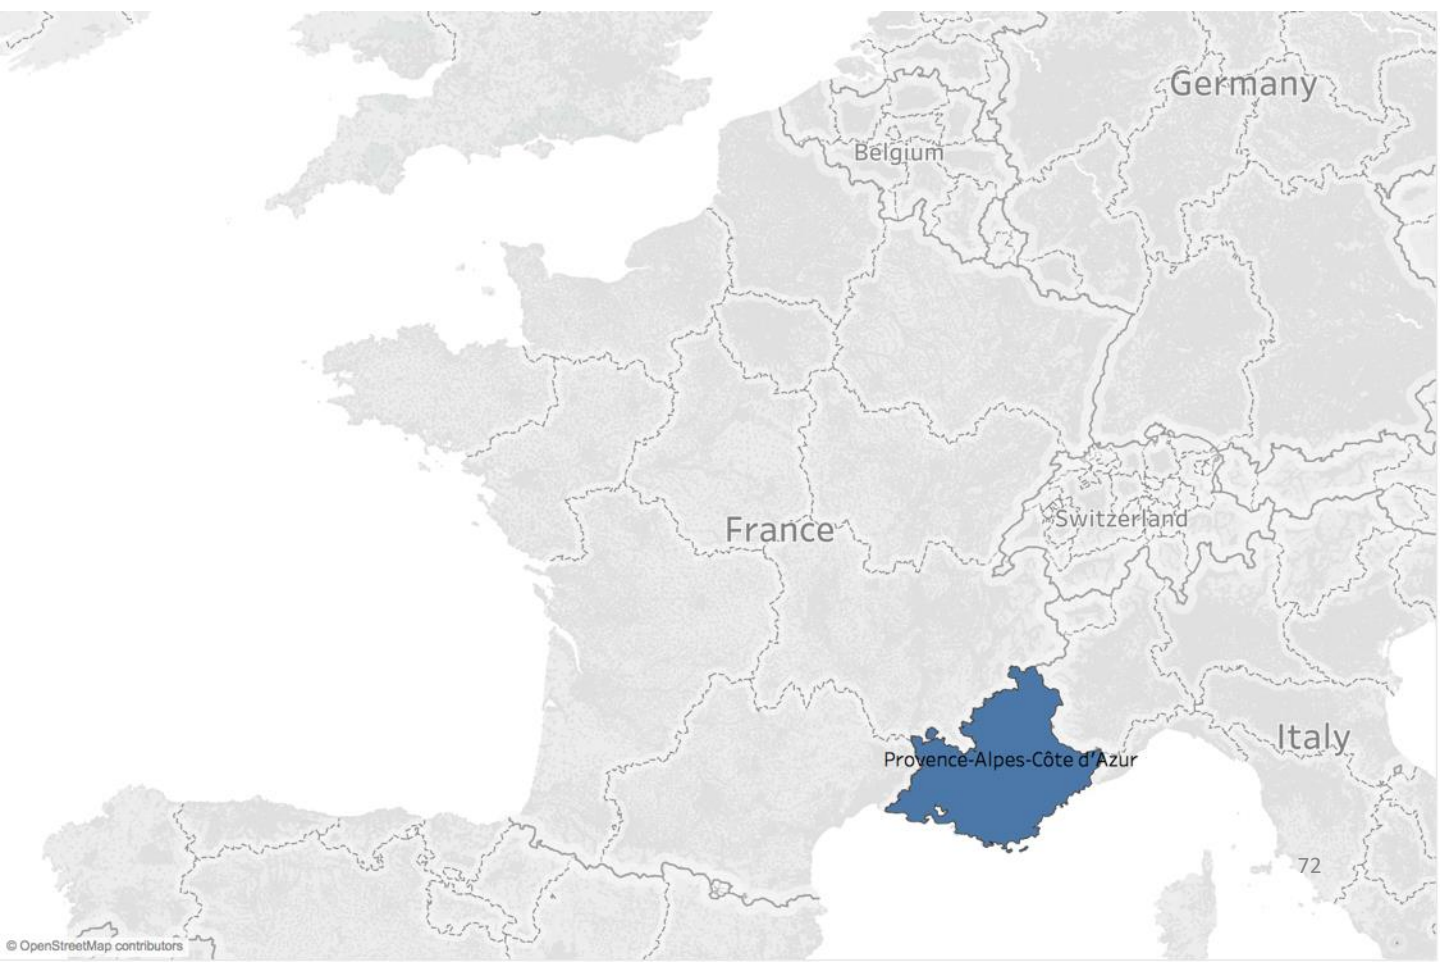 Germany
Belgium
France
Switzerland
Italy
Provence-Alpes-Côte d'Azur
72
© OpenStreetMap contributors